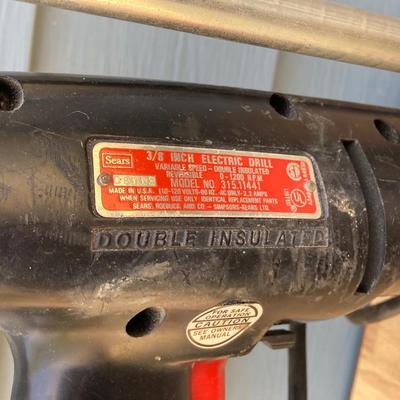 Sears
3/8 INCH ELECTRIC DRILL
VARIABLE SPEED - DOUBLE INSULATED
REVERSIBLE 0-1200 R.P.M.
MODEL NO. 315.11441
MADE IN U.S.A. 110-120 VOLTS-60 HZ.-AC ONLY-2.2 AMPS
WHEN SERVICING USE ONLY IDENTICAL REPLACEMENT PARTS
SEARS, ROEBUCK AND CO. - SIMPSONS-SEARS LTD.
DOUBLE INSULATED
FOR SAFE
OPERATION
CAUTION
SEE OWNERS
MANUAL